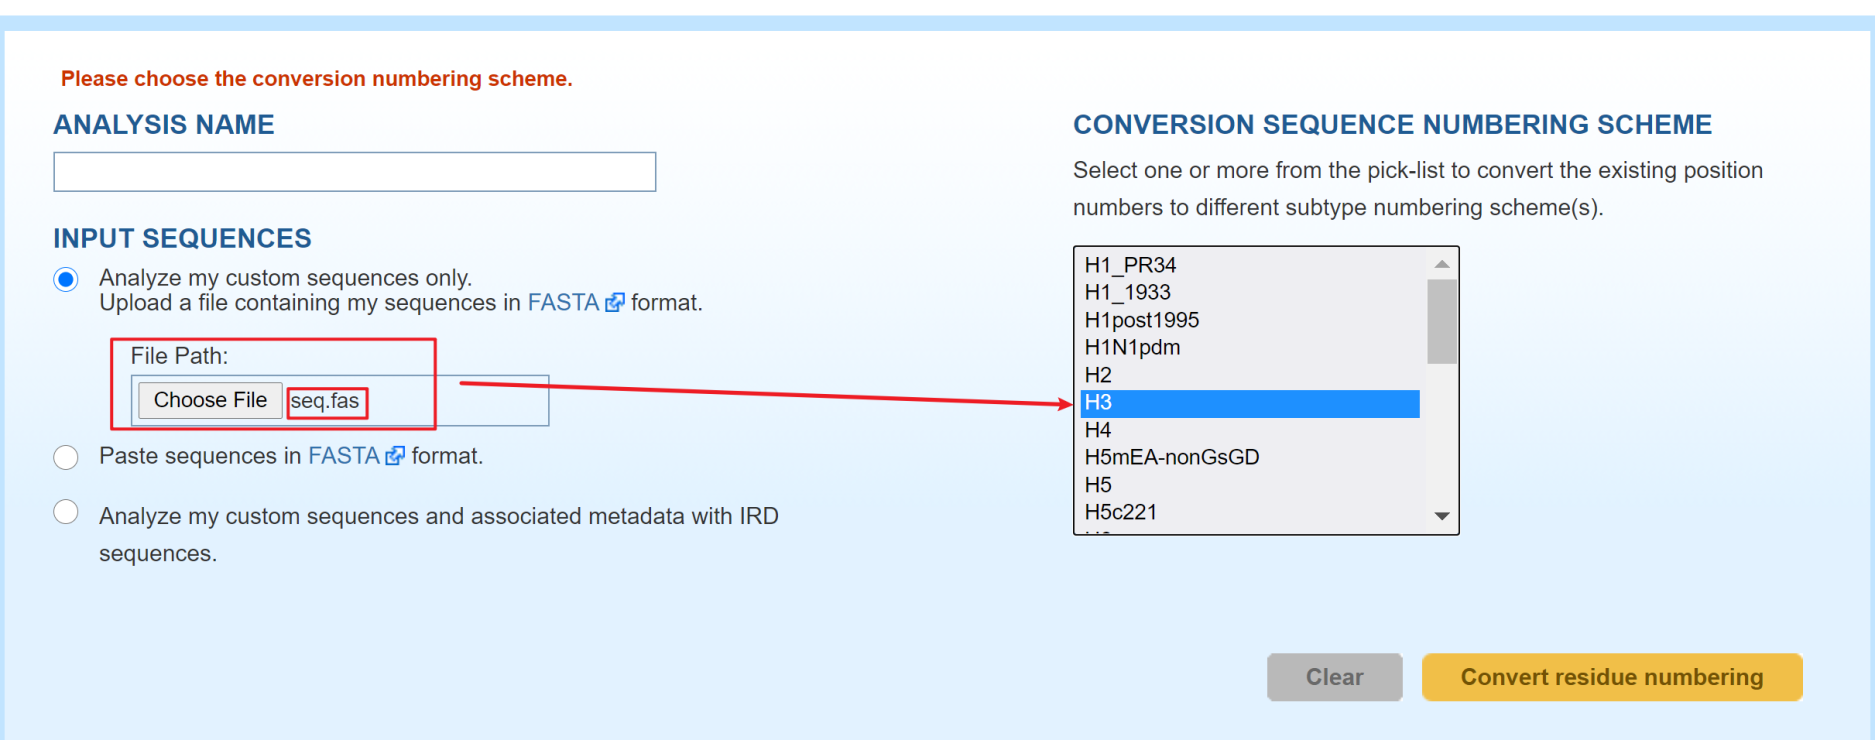 Please choose the conversion numbering scheme.
ANALYSIS NAME
INPUT SEQUENCES
Analyze my custom sequences only.
Upload a file containing my sequences in FASTA format.
File Path:
Choose File seq.fas
Paste sequences in FASTA format.
Analyze my custom sequences and associated metadata with IRD
sequences.
CONVERSION SEQUENCE NUMBERING SCHEME
Select one or more from the pick-list to convert the existing position
numbers to different subtype numbering scheme(s).
H1_PR34
H1_1933
H1post1995
H1N1pdm
H2
H3
H4
H5mEA-nonGsGD
H5
H5c221
Clear
Convert residue numbering